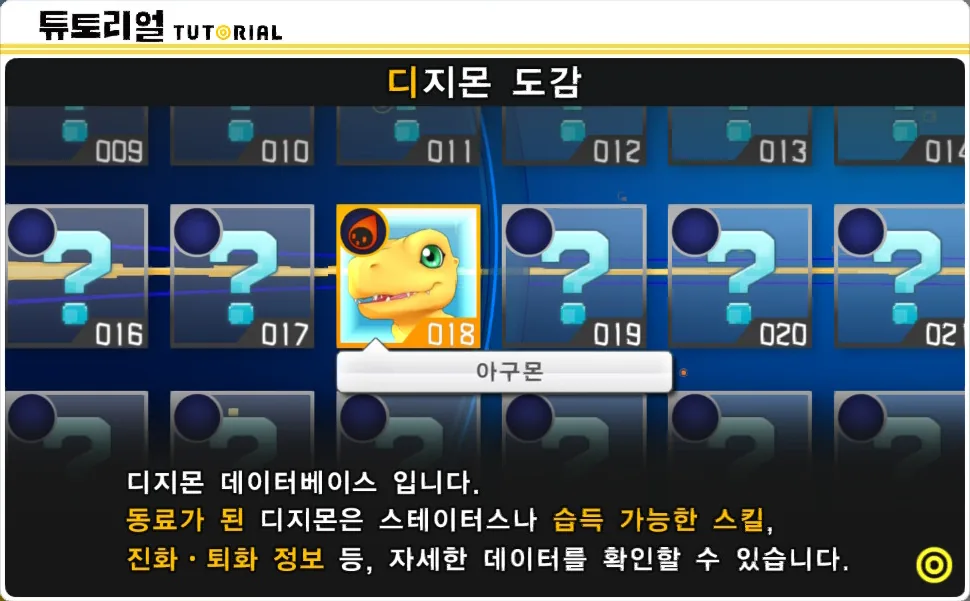 튜토리얼 TUTORIAL
디지몬 도감
009 010 011 012 013 014
016 017 018 019 020 021
아구몬
디지몬 데이터베이스 입니다.
동료가 된 디지몬은 스테이터스나 습득 가능한 스킬,
진화·퇴화 정보 등, 자세한 데이터를 확인할 수 있습니다.